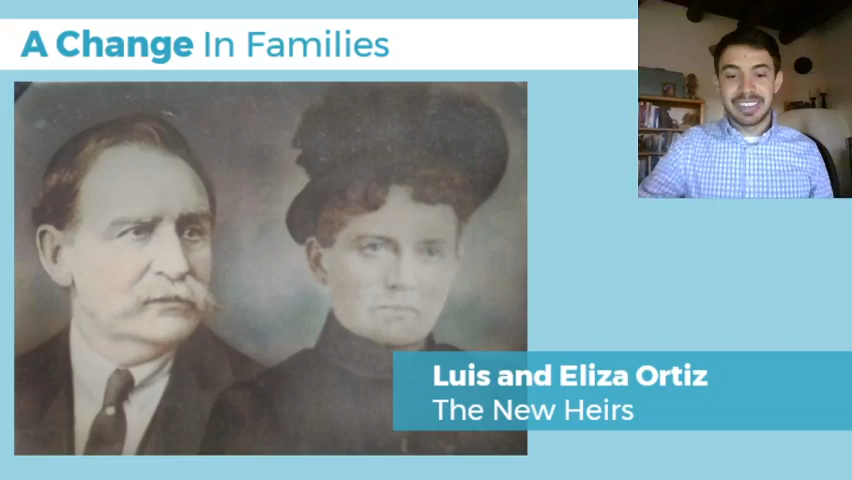 A Change In Families
Luis and Eliza Ortiz
The New Heirs